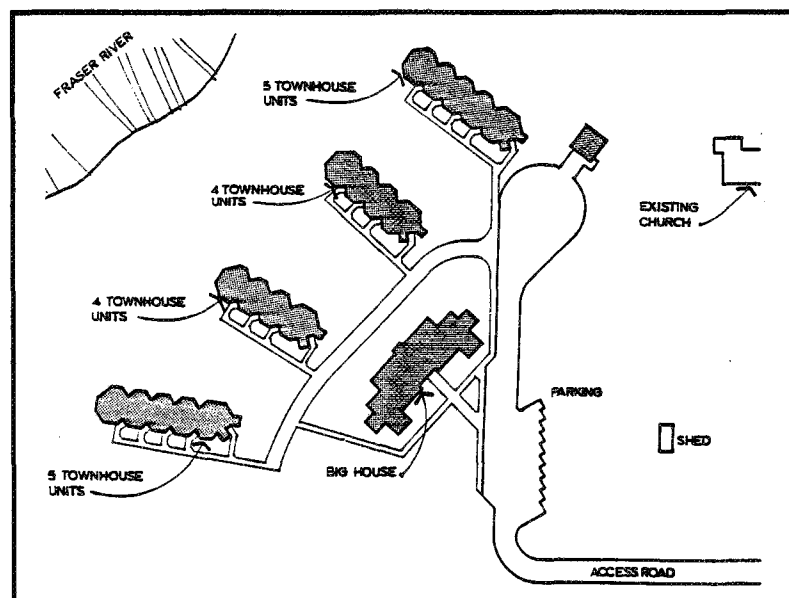 FRASER RIVER
5 TOWNHOUSE
UNITS
4 TOWNHOUSE
UNITS
EXISTING
CHURCH
4 TOWNHOUSE
UNITS
PARKING
SHED
BIG HOUSE
5 TOWNHOUSE
UNITS
ACCESS ROAD